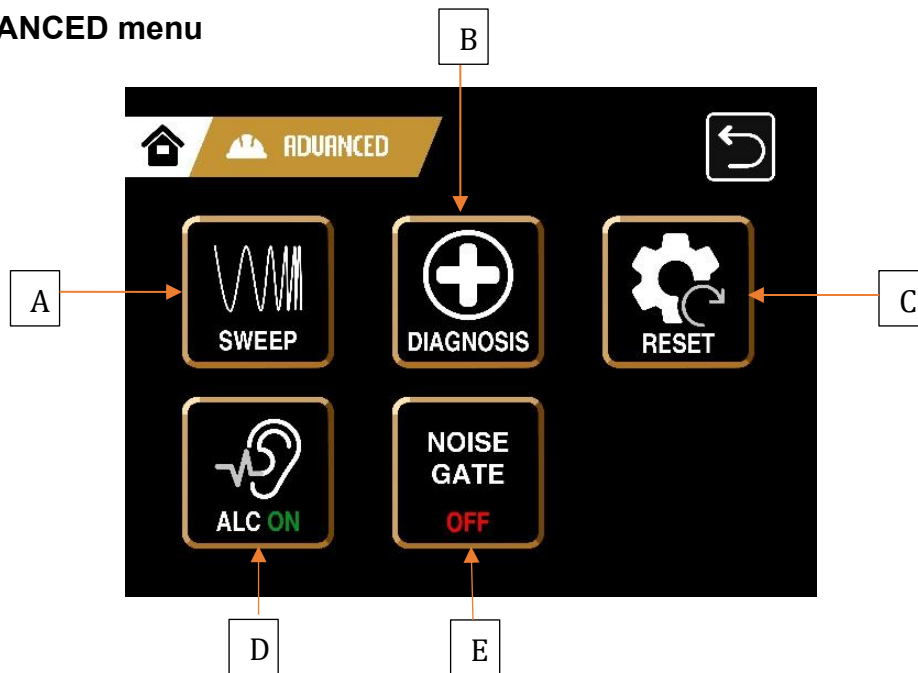 ANCED menu
B
ADVANCED
A
SWEEP
DIAGNOSIS
RESET
C
ALC ON
NOISE
GATE
OFF
D
E